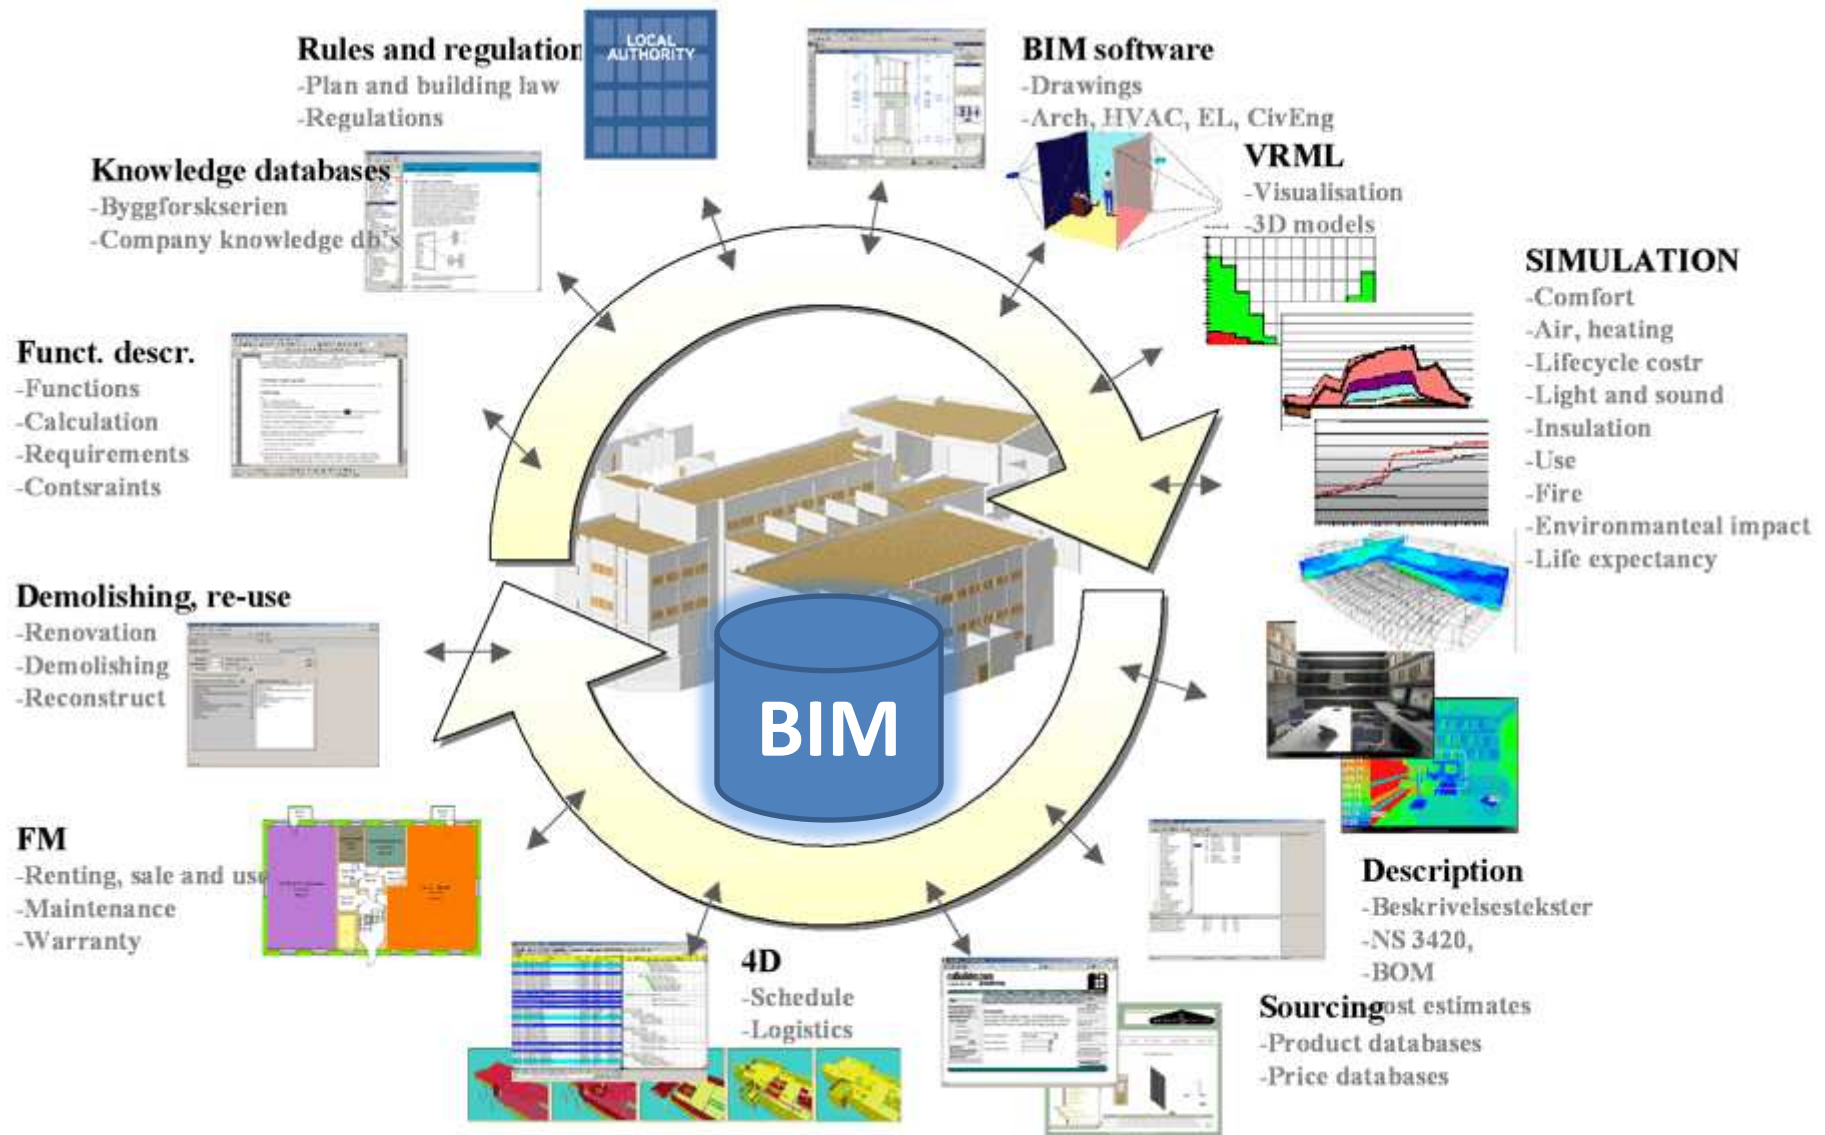 Rules and regulation
-Plan and building law
-Regulations
LOCAL
AUTHORITY
BIM software
-Drawings
-Arch, HVAC, EL, CivEng
VRML
-Visualisation
-3D models
Knowledge databases
-Byggforskserien
-Company knowledge db's
SIMULATION
-Comfort
-Air, heating
-Lifecycle costr
-Light and sound
-Insulation
-Use
-Fire
-Environmanteal impact
-Life expectancy
Funct. descr.
-Functions
-Calculation
-Requirements
-Contsraints
Demolishing, re-use
-Renovation
-Demolishing
-Reconstruct
BIM
FM
-Renting, sale and use
-Maintenance
-Warranty
4D
-Schedule
-Logistics
Description
-Beskrivelsestekster
-NS 3420,
-BOM
ost estimates
Sourcing
-Product databases
-Price databases